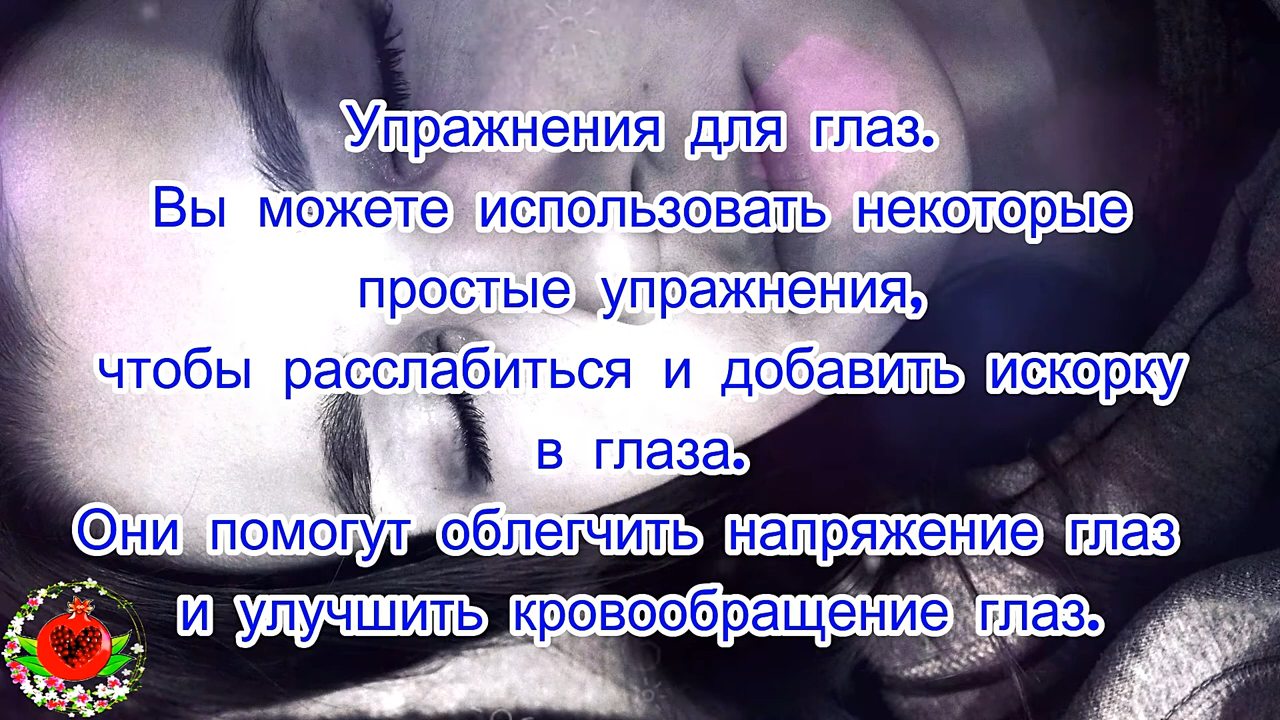 Упражнения для глаз.
Вы можете использовать некоторые
простые упражнения,
чтобы расслабиться и добавить искорку
в глаза.
Они помогут облегчить напряжение глаз
и улучшить кровообращение глаз.